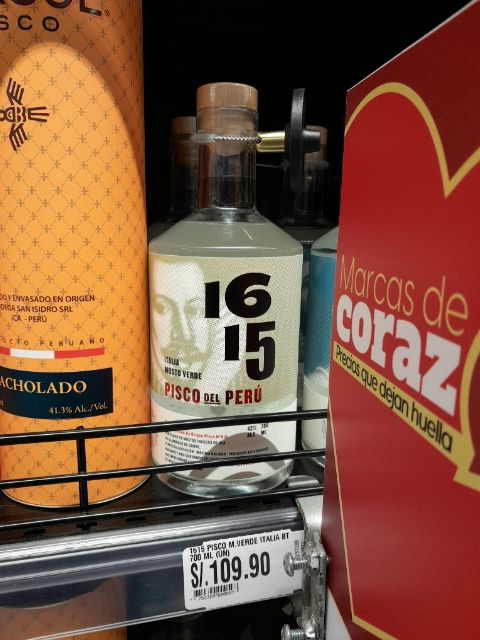 SCO
DO Y ENVASADO EN ORIGEN
DEGA SAN ISIDRO SRL
ICA - PERÚ
UCTO PERUANO
ACHOLADO
41.3% Alc./Vol.
16
15
ITALIA
MOSTO VERDE
PISCO DEL PERÚ
42% 700
ALC ML
Marcas de
coraz
Precios que dejan huella
1615 PISCO M.VERDE ITALIA BT
700 ML (UN)
S/.109.90